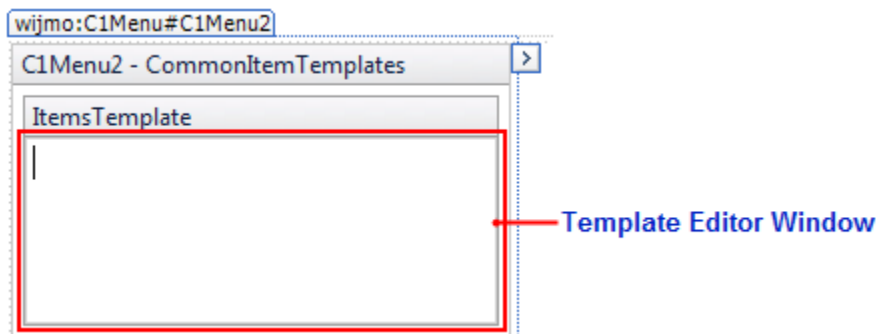 wijmo:C1Menu#C1Menu2
C1Menu2 - CommonItemTemplates
ItemsTemplate
Template Editor Window